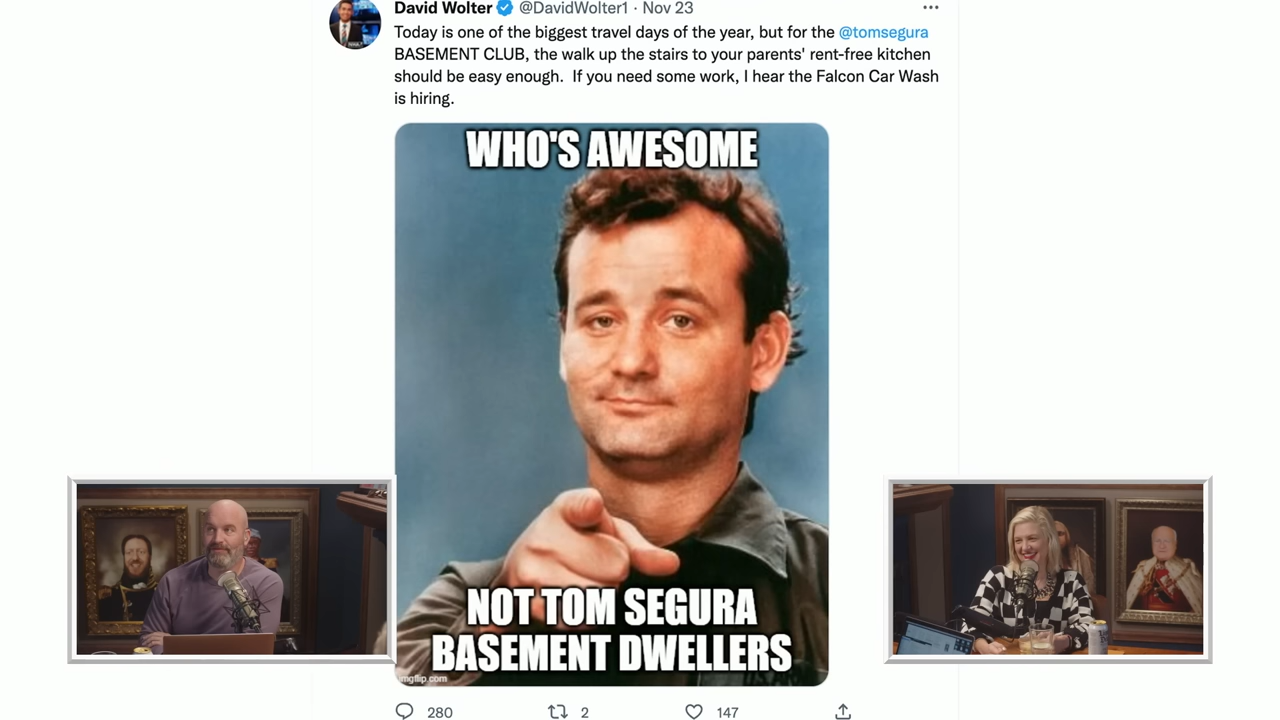 David Wolter @DavidWolter1 · Nov 23
Today is one of the biggest travel days of the year, but for the @tomsegura
BASEMENT CLUB, the walk up the stairs to your parents' rent-free kitchen
should be easy enough.  If you need some work, I hear the Falcon Car Wash
is hiring.
WHO'S AWESOME
NOT TOM SEGURA
BASEMENT DWELLERS
imgflip.com
280
2
147